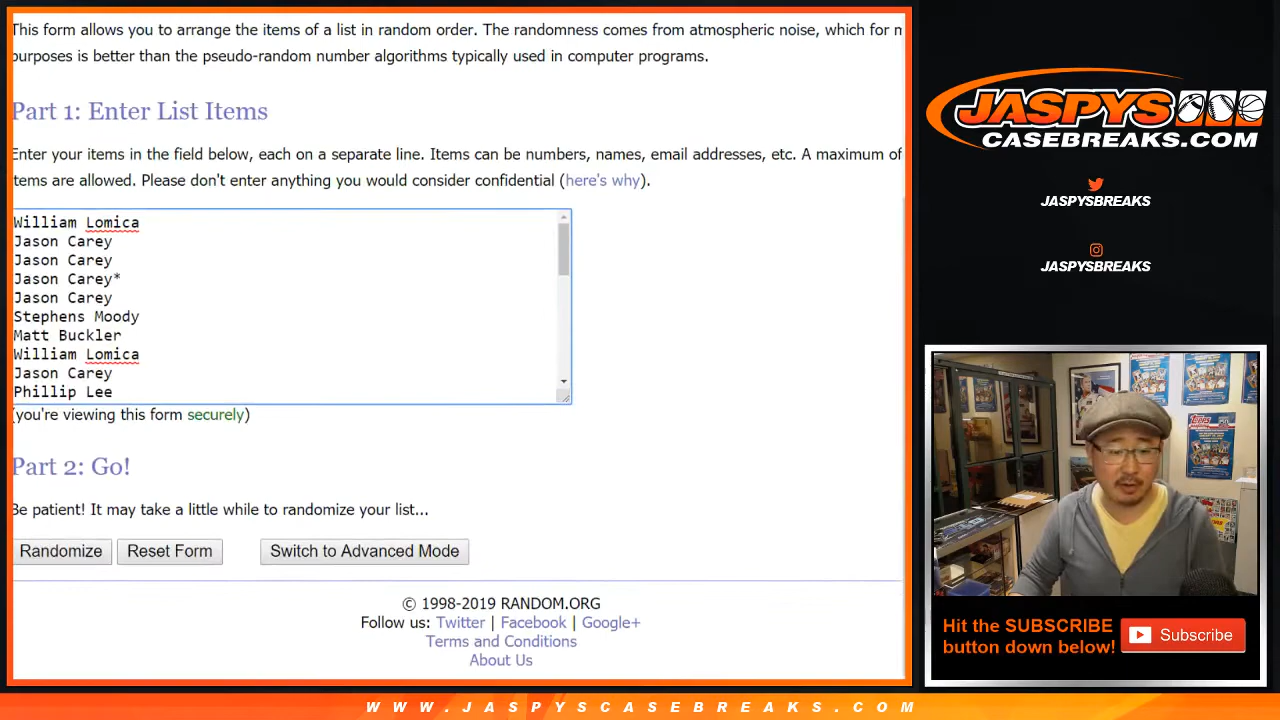 This form allows you to arrange the items of a list in random order. The randomness comes from atmospheric noise, which for m
purposes is better than the pseudo-random number algorithms typically used in computer programs.
Part 1: Enter List Items
Enter your items in the field below, each on a separate line. Items can be numbers, names, email addresses, etc. A maximum of
items are allowed. Please don't enter anything you would consider confidential (here's why).
William Lomica
Jason Carey
Jason Carey
Jason Carey*
Jason Carey
Stephens Moody
Matt Buckler
William Lomica
Jason Carey
Phillip Lee
(you're viewing this form securely)
Part 2: Go!
Be patient! It may take a little while to randomize your list...
Randomize
Reset Form
Switch to Advanced Mode
© 1998-2019 RANDOM.ORG
Follow us: Twitter | Facebook | Google+
Terms and Conditions
About Us
JASPYS
CASEBREAKS.COM
JASPYSBREAKS
JASPYSBREAKS
Hit the SUBSCRIBE
button down below!
Subscribe
WWW.JASPYSCASEBREAKS.COM